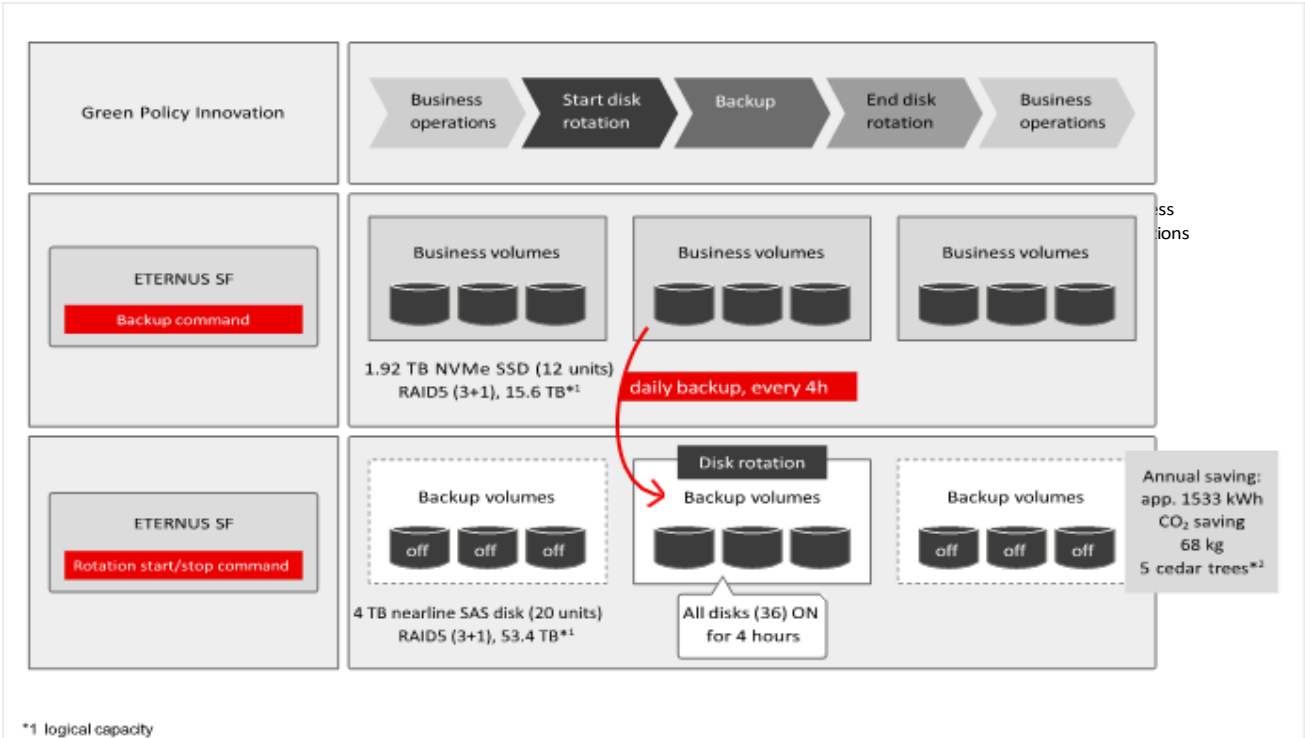 Green Policy Innovation
Business
operations
Start disk
rotation
Backup
End disk
rotation
Business
operations
ess
tions
ETERNUS SF
Backup command
Business volumes
Business volumes
Business volumes
1.92 TB NVMe SSD (12 units)
RAID5 (3+1), 15.6 TB*1
daily backup, every 4h
ETERNUS SF
Rotation start/stop command
Backup volumes
off off off
Disk rotation
Backup volumes
Backup volumes
off off off
4 TB nearline SAS disk (20 units)
RAID5 (3+1), 53.4 TB*1
All disks (36) ON
for 4 hours
Annual saving:
app. 1533 kWh
CO₂ saving
68 kg
5 cedar trees*2
*1 logical capacity